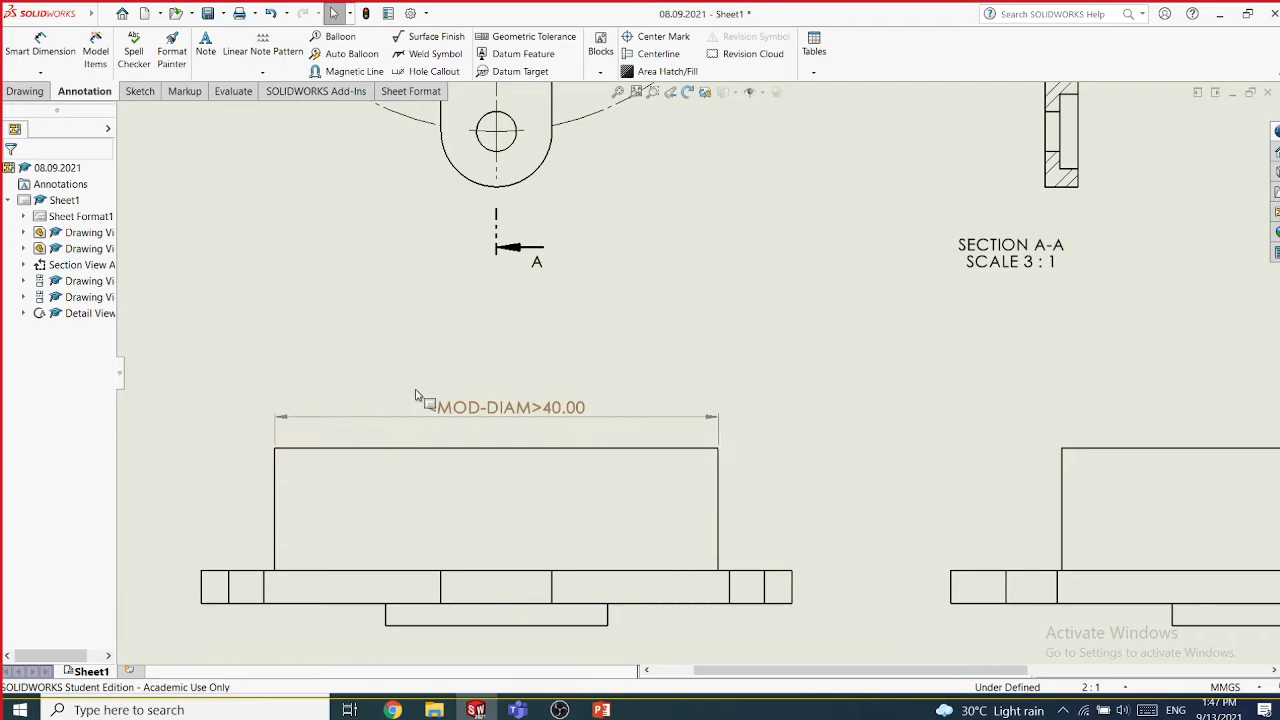 SOLIDWORKS
08.09.2021 - Sheet1 *
Search SOLIDWORKS Help
Smart Dimension
Model Items
Spell Checker
Format Painter
Note
Linear Note Pattern
Balloon
Auto Balloon
Magnetic Line
Surface Finish
Weld Symbol
Hole Callout
Geometric Tolerance
Datum Feature
Datum Target
Blocks
Center Mark
Centerline
Area Hatch/Fill
Revision Symbol
Revision Cloud
Tables
Drawing
Annotation
Sketch
Markup
Evaluate
SOLIDWORKS Add-Ins
Sheet Format
08.09.2021
Annotations
Sheet1
Sheet Format1
Drawing Vi
Drawing Vi
Section View A
Drawing Vi
Drawing Vi
Detail View
A
SECTION A-A
SCALE 3 : 1
MOD-DIAM>40.00
Activate Windows
Go to Settings to activate Windows.
Sheet1
SOLIDWORKS Student Edition - Academic Use Only
Under Defined
2 : 1
MMGS
Type here to search
30°C Light rain
1:47 PM
9/13/2021